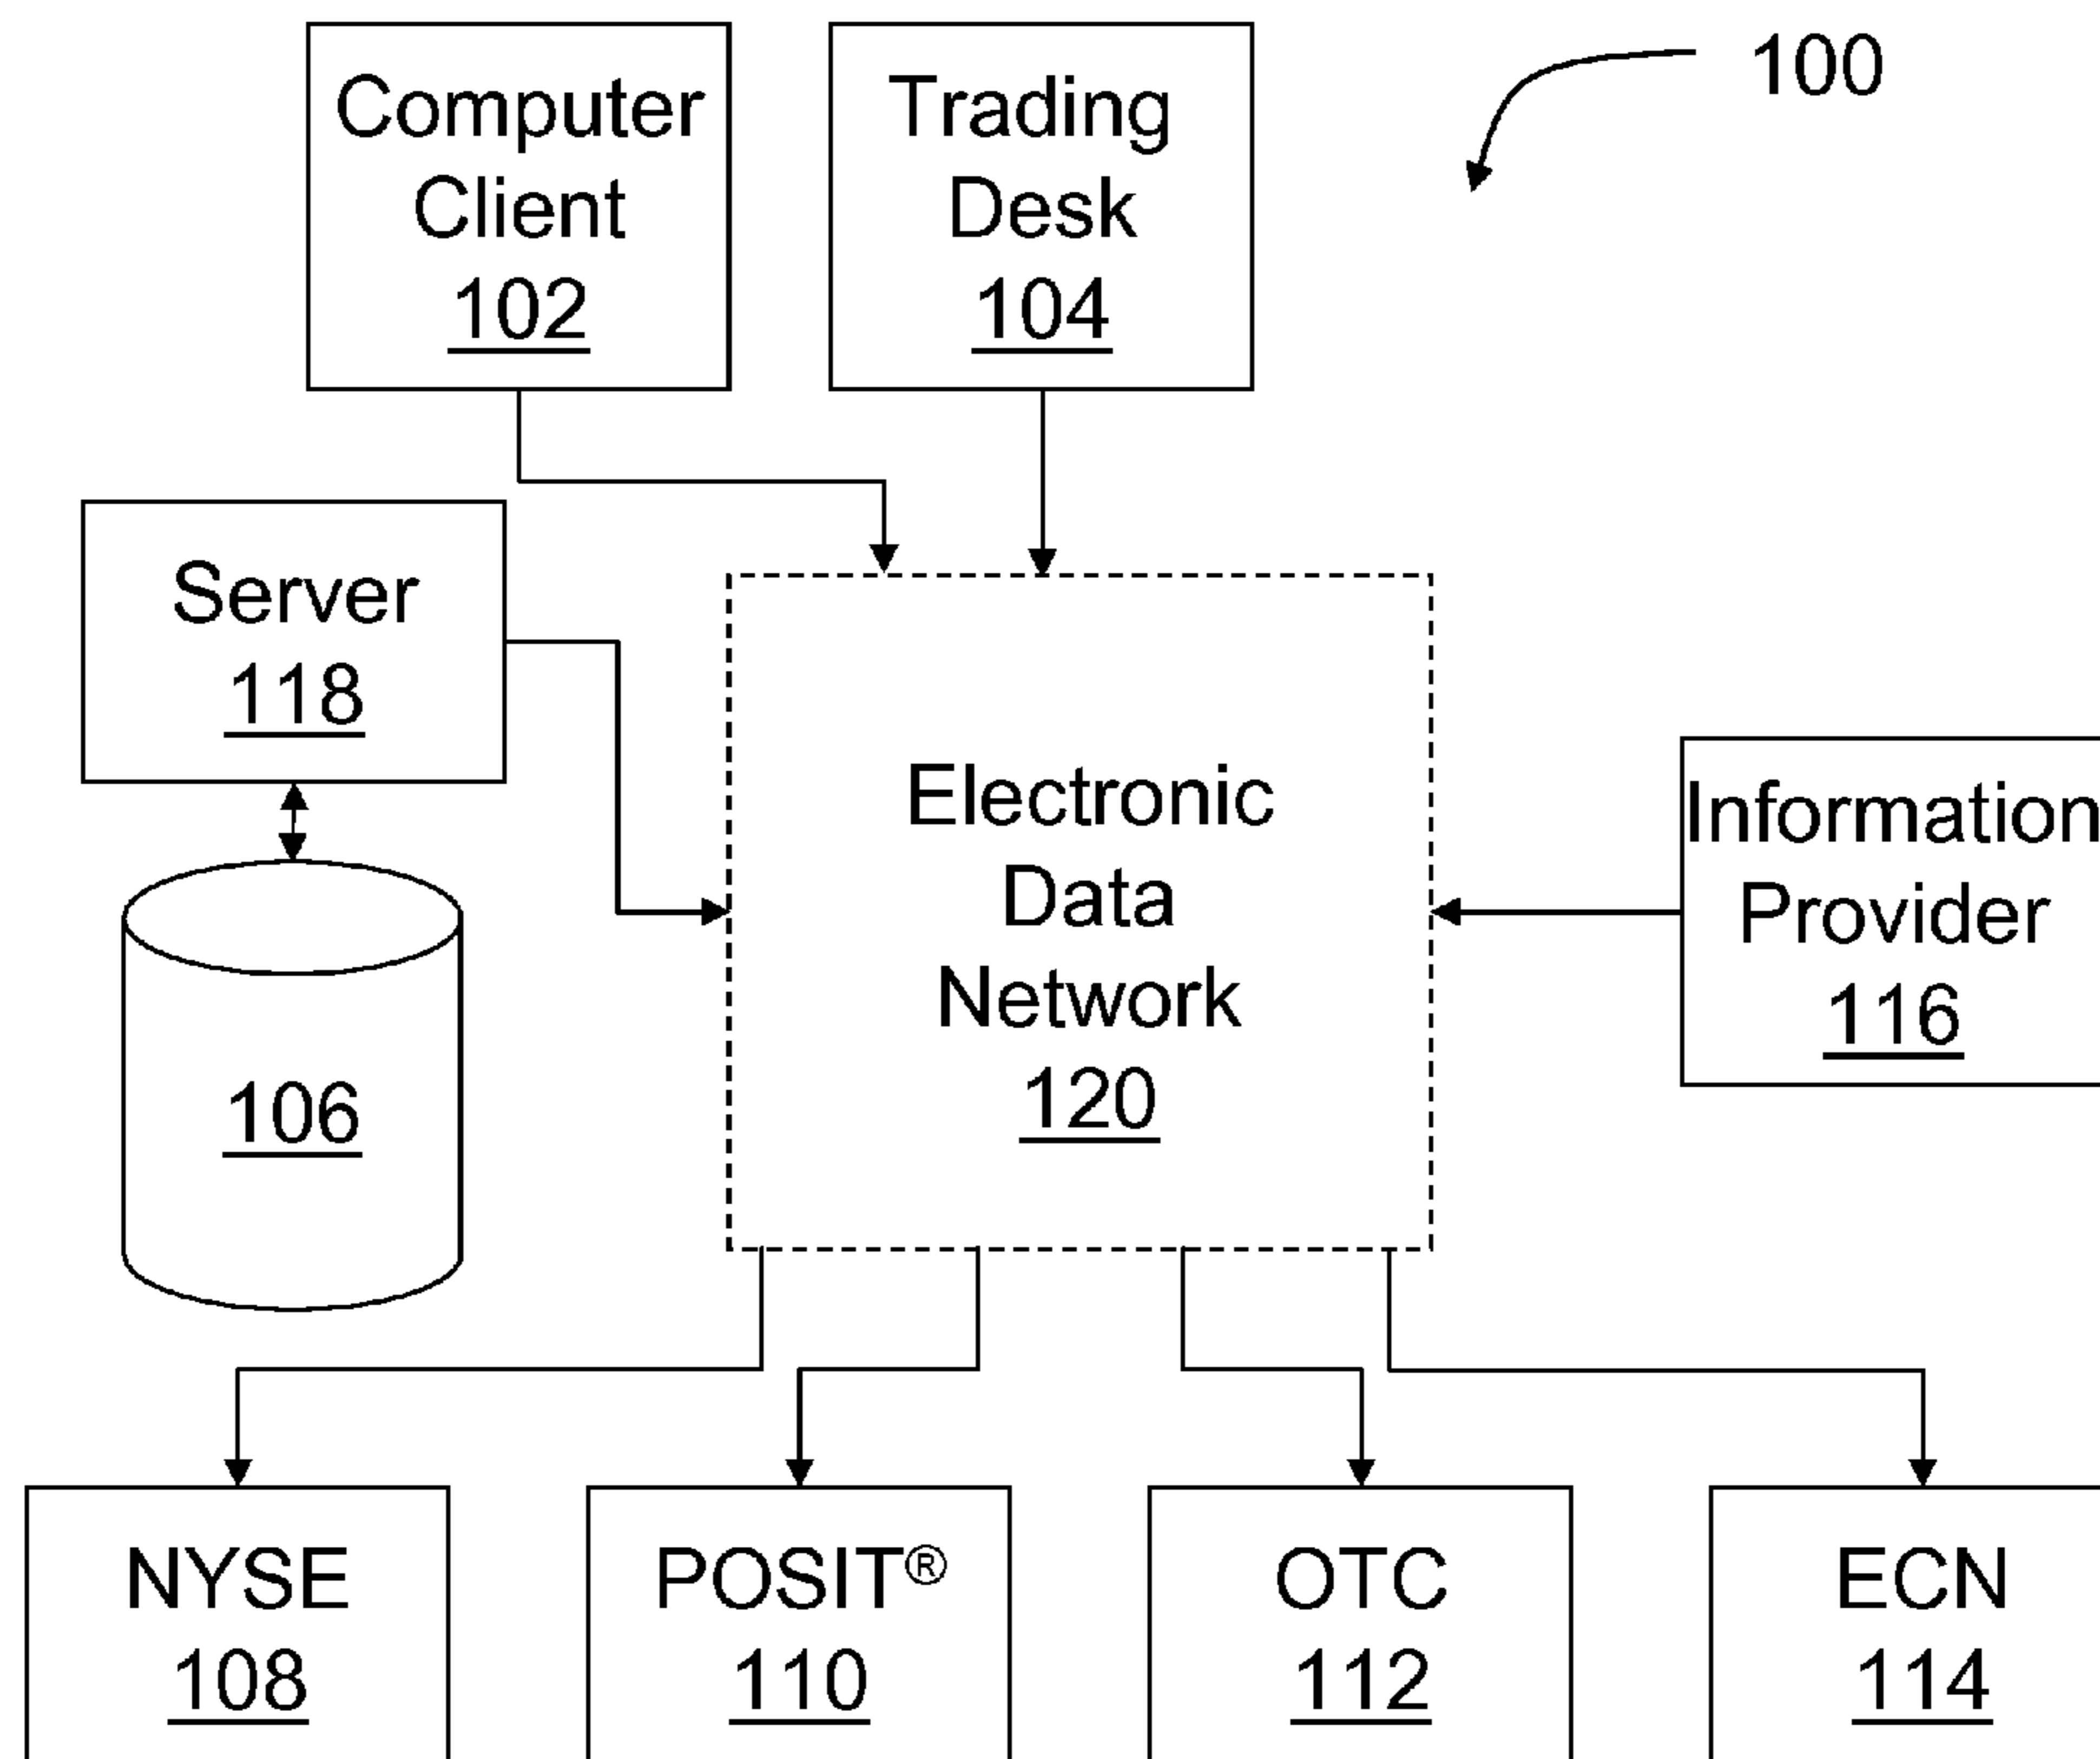 Computer
Client
102
Trading
Desk
104
100
Server
118
Electronic
Data
Network
120
Information
Provider
116
106
NYSE
108
POSIT®
110
OTC
112
ECN
114